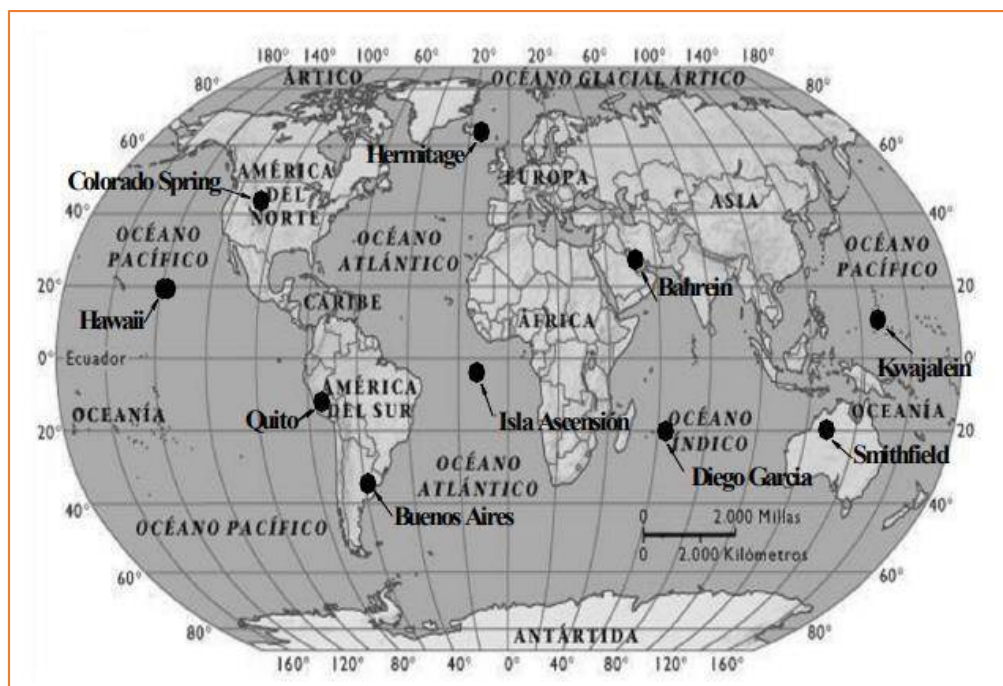 180° 140° 100° 60° 20° 20° 60° 100° 140° 180°
ÁRTICO
OCÉANO GLACIAL ÁRTICO
80°
80°
60°
60°
Hermitage
EUROPA
ASIA
AMÉRICA
DEL
NORTE
Colorado Spring
40°
40°
OCÉANO
PACÍFICO
OCÉANO
ATLÁNTICO
OCÉANO
PACÍFICO
20°
20
Hawaii
CARIBE
Bahrein
ÁFRICA
Kwajalein
0°
Ecuador
0°
AMÉRICA
DEL SUR
Quito
Isla Ascensión
OCEANÍA
OCEANÍA
20°
20
OCÉANO
ÍNDICO
Smithfield
Diego Garcia
OCÉANO
ATLÁNTICO
Buenos Aires
40°
40°
OCÉANO PACÍFICO
0 2.000 Millas
0 2.000 Kilómetros
60°
60°
80°
80°
ANTÁRTIDA
160° 120° 80° 40° 0° 40° 80° 120° 160°